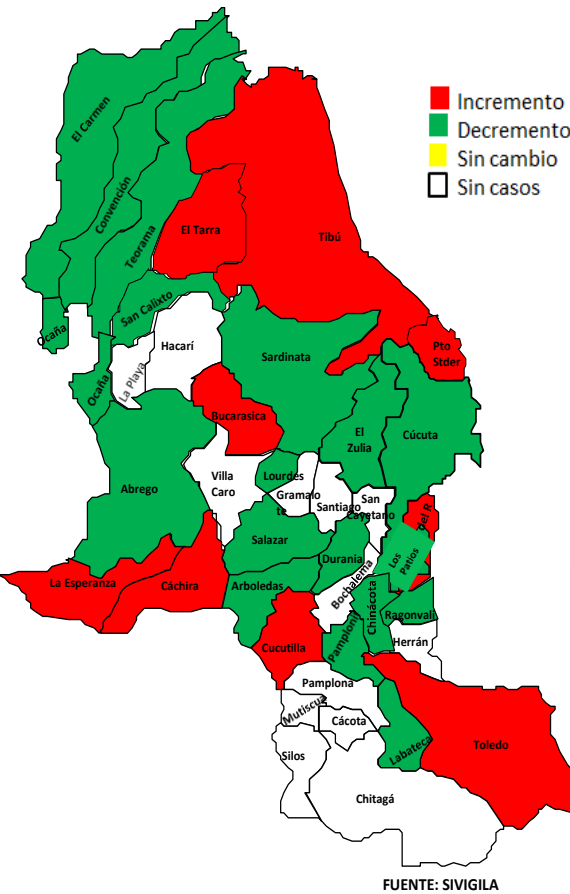 Incremento
Decremento
Sin cambio
Sin casos
El Carmen
Convención
Teorama
El Tarra
Tibú
San Calixto
Ocaña
Hacarí
La Playa
Ocaña
Sardinata
Pto
Stder
Bucarasica
El
Zulia
Cúcuta
Abrego
Villa
Caro
Lourdes
Gramalo
te
Santiago
San
Cayetano
del R
Los
Patios
Salazar
Durania
La Esperanza
Cáchira
Arboledas
Bochalema
Chinácota
Ragonvali
Cucutilla
Pamploni
Herrán
Pamplona
Mutiscua
Cácota
Labateca
Toledo
Silos
Chitagá
FUENTE: SIVIGILA